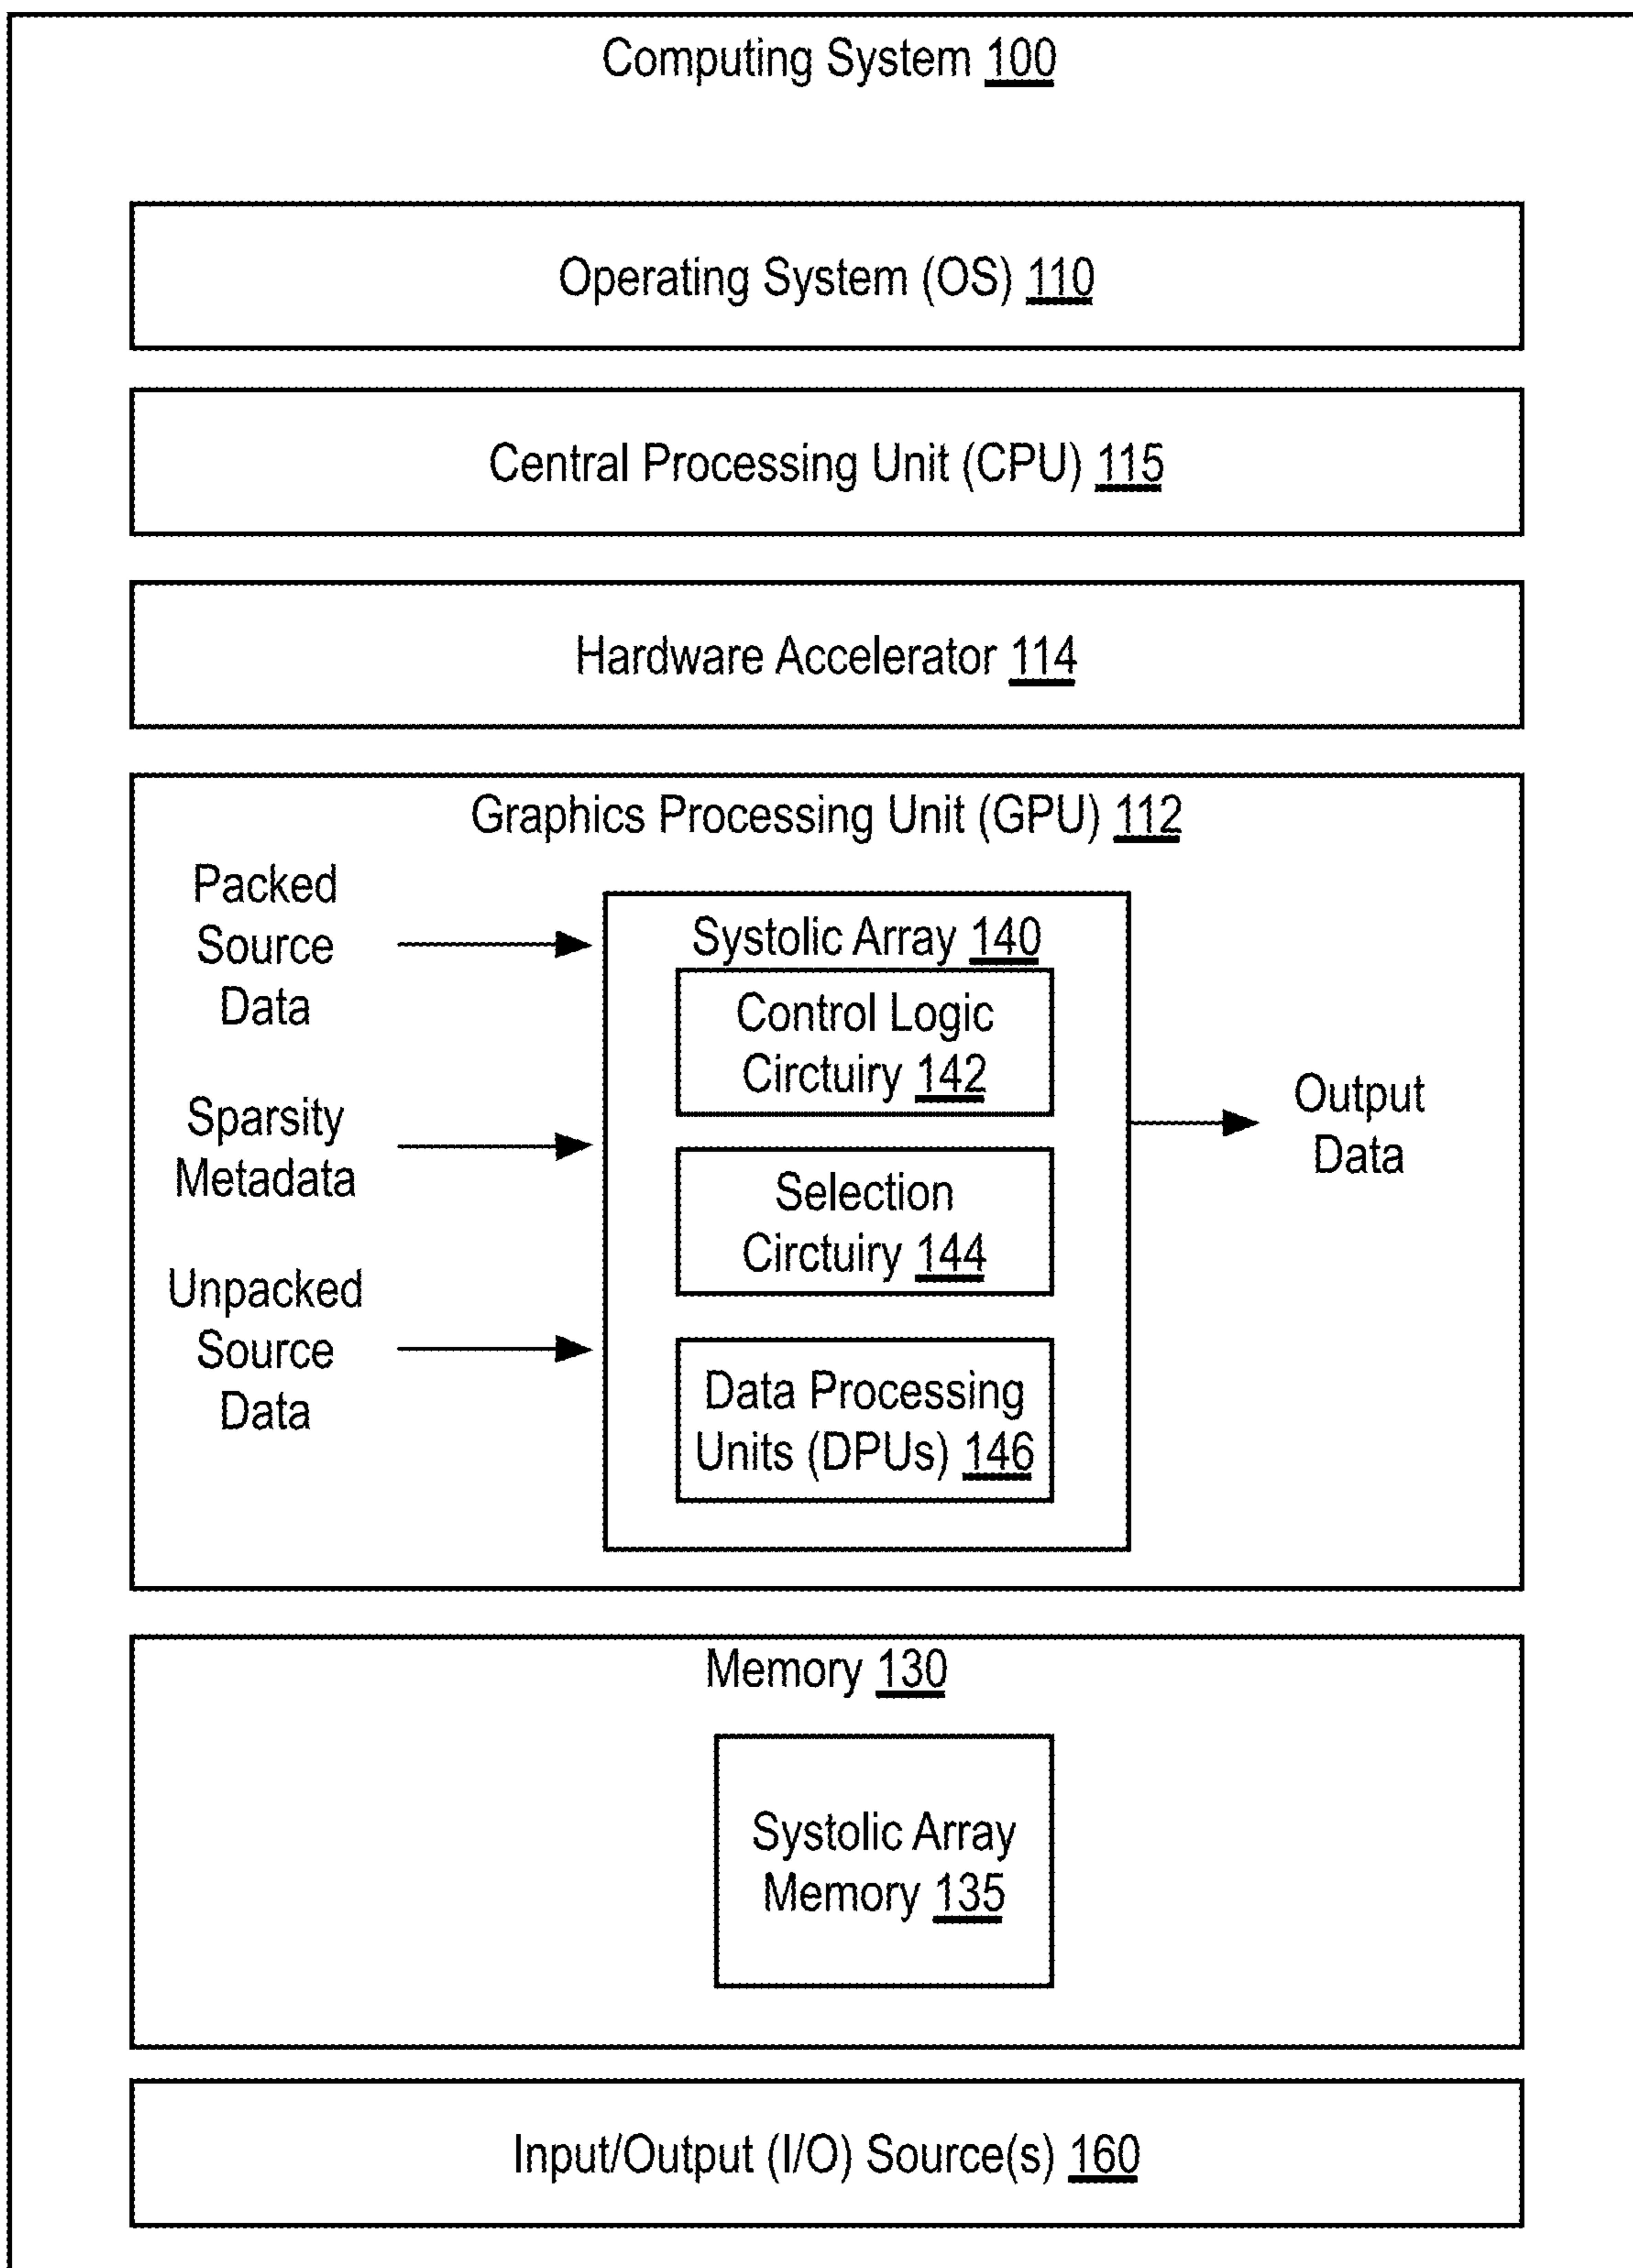 Computing System 100
Operating System (OS) 110
Central Processing Unit (CPU) 115
Hardware Accelerator 114
Graphics Processing Unit (GPU) 112
Packed
Source
Data
Sparsity
Metadata
Unpacked
Source
Data
Systolic Array 140
Control Logic
Circtuiry 142
Selection
Circtuiry 144
Data Processing
Units (DPUs) 146
Output
Data
Memory 130
Systolic Array
Memory 135
Input/Output (I/O) Source(s) 160